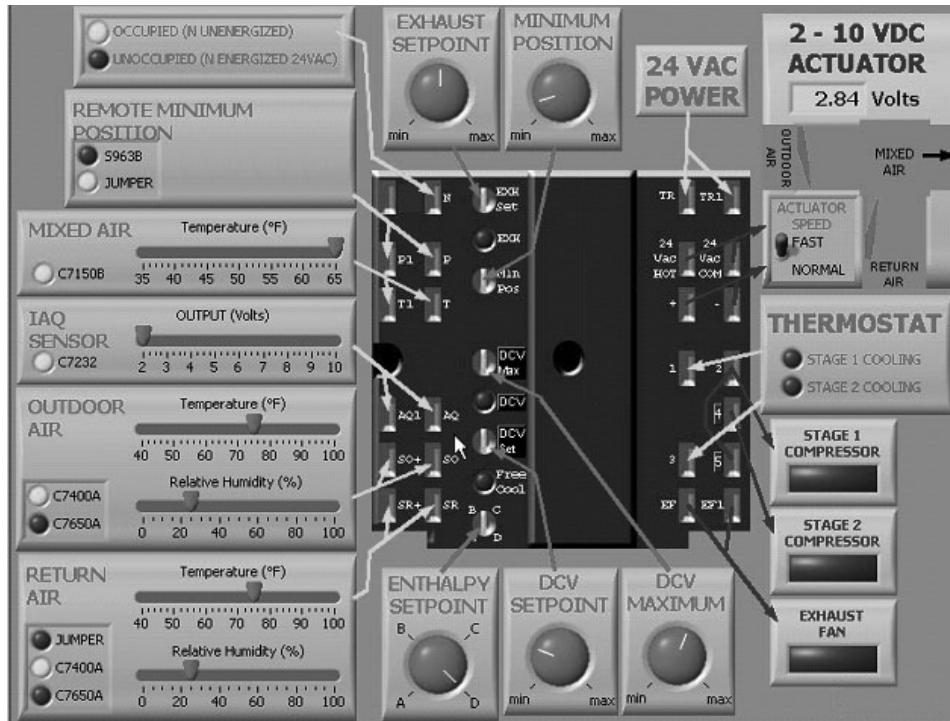 OCCUPIED (N UNENERGIZED)
UNOCCUPIED (N ENERGIZED 24VAC)
REMOTE MINIMUM
POSITION
S963B
JUMPER
MIXED AIR
Temperature (°F)
C7150B
35 40 45 50 55 60 65
IAQ
SENSOR
OUTPUT (Volts)
C7232
2 3 4 5 6 7 8 9 10
OUTDOOR
AIR
Temperature (°F)
40 50 60 70 80 90 100
Relative Humidity (%)
C7400A
C7650A
0 20 40 60 80 100
RETURN
AIR
Temperature (°F)
40 50 60 70 80 90 100
JUMPER
C7400A
C7650A
Relative Humidity (%)
0 20 40 60 80 100
EXHAUST
SETPOINT
min max
MINIMUM
POSITION
min max
24 VAC
POWER
2 - 10 VDC
ACTUATOR
2.84 Volts
OUTDOOR
AIR
MIXED
AIR
ACTUATOR
SPEED
FAST
NORMAL
RETURN
AIR
THERMOSTAT
STAGE 1 COOLING
STAGE 2 COOLING
STAGE 1
COMPRESSOR
STAGE 2
COMPRESSOR
EXHAUST
FAN
N
EXH
Set
EXH
P1 P
Min
Pos
T1 T
DCV
Max
AQ1 AQ
DCV
DCV
Set
SO+ SO
Free
Cool
SR+ SR
B C
D
TR TR1
24
Vac
HOT
24
Vac
COM
+ -
1 2
4
3 5
EF EF1
ENTHALPY
SETPOINT
B C
A D
DCV
SETPOINT
min max
DCV
MAXIMUM
min max